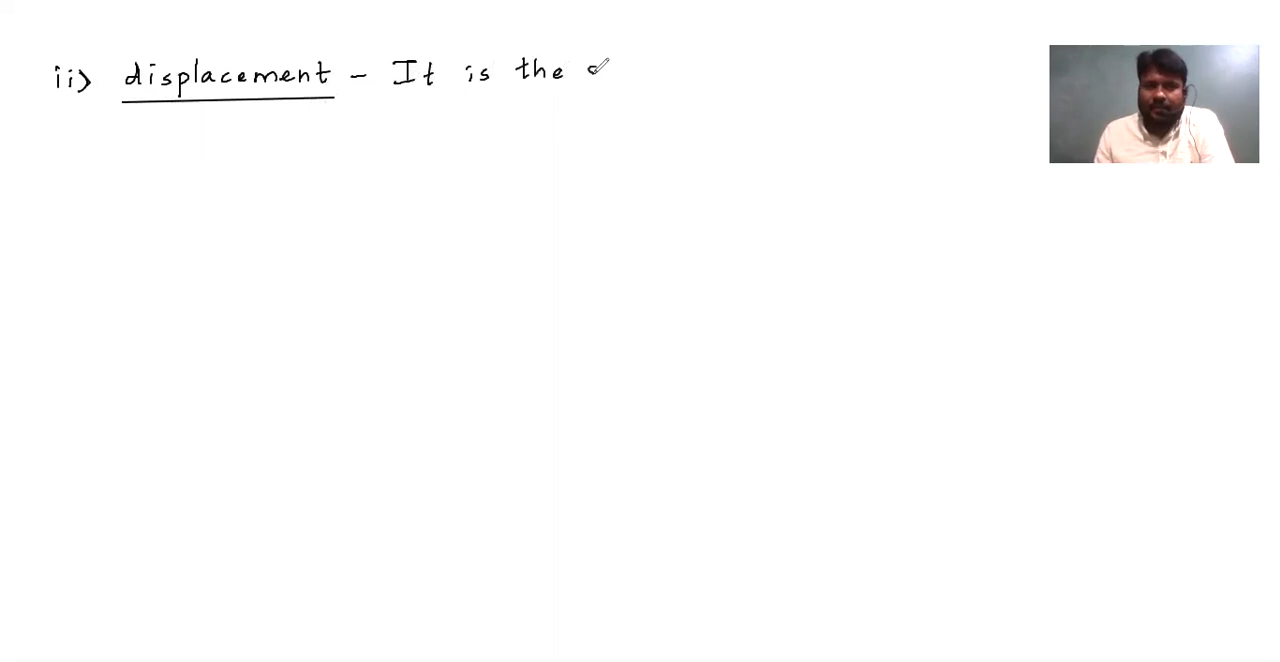 ii) displacement - It is the